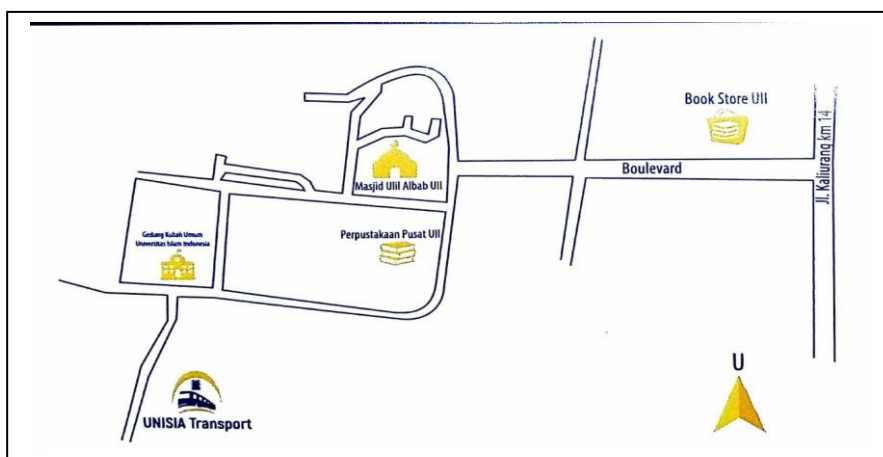 Book Store UII
Jl. Kaliurang km 14
Boulevard
Masjid Ulil Albab UII
Gedung Kuliah Umum
Universitas Islam Indonesia
Perpustakaan Pusat UII
U
UNISIA Transport